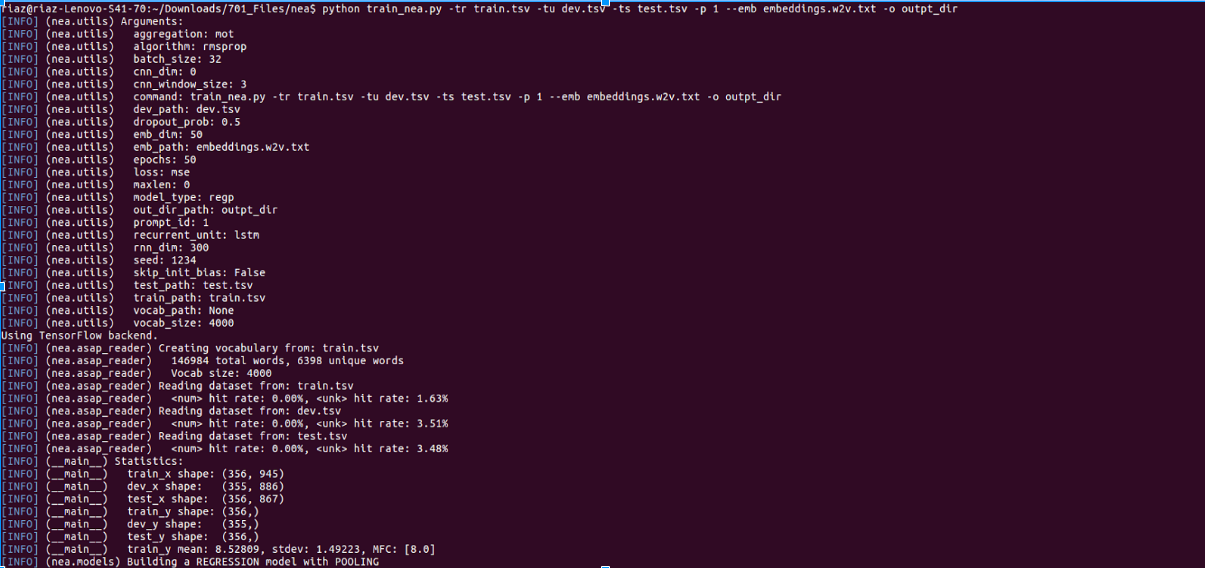 riaz@riaz-Lenovo-S41-70:~/Downloads/701_Files/nea$ python train_nea.py -tr train.tsv -tu dev.tsv -ts test.tsv -p 1 --emb embeddings.w2v.txt -o outpt_dir
[INFO] (nea.utils) Arguments:
[INFO] (nea.utils) aggregation: mot
[INFO] (nea.utils) algorithm: rmsprop
[INFO] (nea.utils) batch_size: 32
[INFO] (nea.utils) cnn_dim: 0
[INFO] (nea.utils) cnn_window_size: 3
[INFO] (nea.utils) command: train_nea.py -tr train.tsv -tu dev.tsv -ts test.tsv -p 1 --emb embeddings.w2v.txt -o outpt_dir
[INFO] (nea.utils) dev_path: dev.tsv
[INFO] (nea.utils) dropout_prob: 0.5
[INFO] (nea.utils) emb_dim: 50
[INFO] (nea.utils) emb_path: embeddings.w2v.txt
[INFO] (nea.utils) epochs: 50
[INFO] (nea.utils) loss: mse
[INFO] (nea.utils) maxlen: 0
[INFO] (nea.utils) model_type: regp
[INFO] (nea.utils) out_dir_path: outpt_dir
[INFO] (nea.utils) prompt_id: 1
[INFO] (nea.utils) recurrent_unit: lstm
[INFO] (nea.utils) rnn_dim: 300
[INFO] (nea.utils) seed: 1234
[INFO] (nea.utils) skip_init_bias: False
[INFO] (nea.utils) test_path: test.tsv
[INFO] (nea.utils) train_path: train.tsv
[INFO] (nea.utils) vocab_path: None
[INFO] (nea.utils) vocab_size: 4000
Using TensorFlow backend.
[INFO] (nea.asap_reader) Creating vocabulary from: train.tsv
[INFO] (nea.asap_reader) 146984 total words, 6398 unique words
[INFO] (nea.asap_reader) Vocab size: 4000
[INFO] (nea.asap_reader) Reading dataset from: train.tsv
[INFO] (nea.asap_reader) <num> hit rate: 0.00%, <unk> hit rate: 1.63%
[INFO] (nea.asap_reader) Reading dataset from: dev.tsv
[INFO] (nea.asap_reader) <num> hit rate: 0.00%, <unk> hit rate: 3.51%
[INFO] (nea.asap_reader) Reading dataset from: test.tsv
[INFO] (nea.asap_reader) <num> hit rate: 0.00%, <unk> hit rate: 3.48%
[INFO] (__main__) Statistics:
[INFO] (__main__) train_x shape: (356, 945)
[INFO] (__main__) dev_x shape: (355, 886)
[INFO] (__main__) test_x shape: (356, 867)
[INFO] (__main__) train_y shape: (356,)
[INFO] (__main__) dev_y shape: (355,)
[INFO] (__main__) test_y shape: (356,)
[INFO] (__main__) train_y mean: 8.52809, stdev: 1.49223, MFC: [8.0]
[INFO] (nea.models) Building a REGRESSION model with POOLING